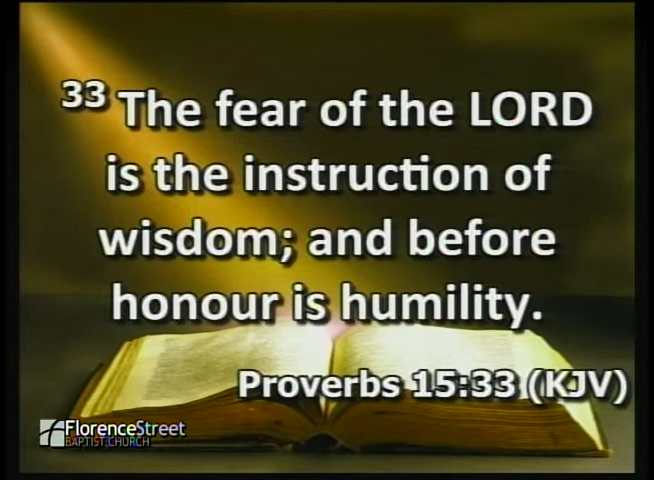 33 The fear of the LORD
is the instruction of
wisdom; and before
honour is humility.
Proverbs 15:33 (KJV)
FlorenceStreet
BAPTIST CHURCH